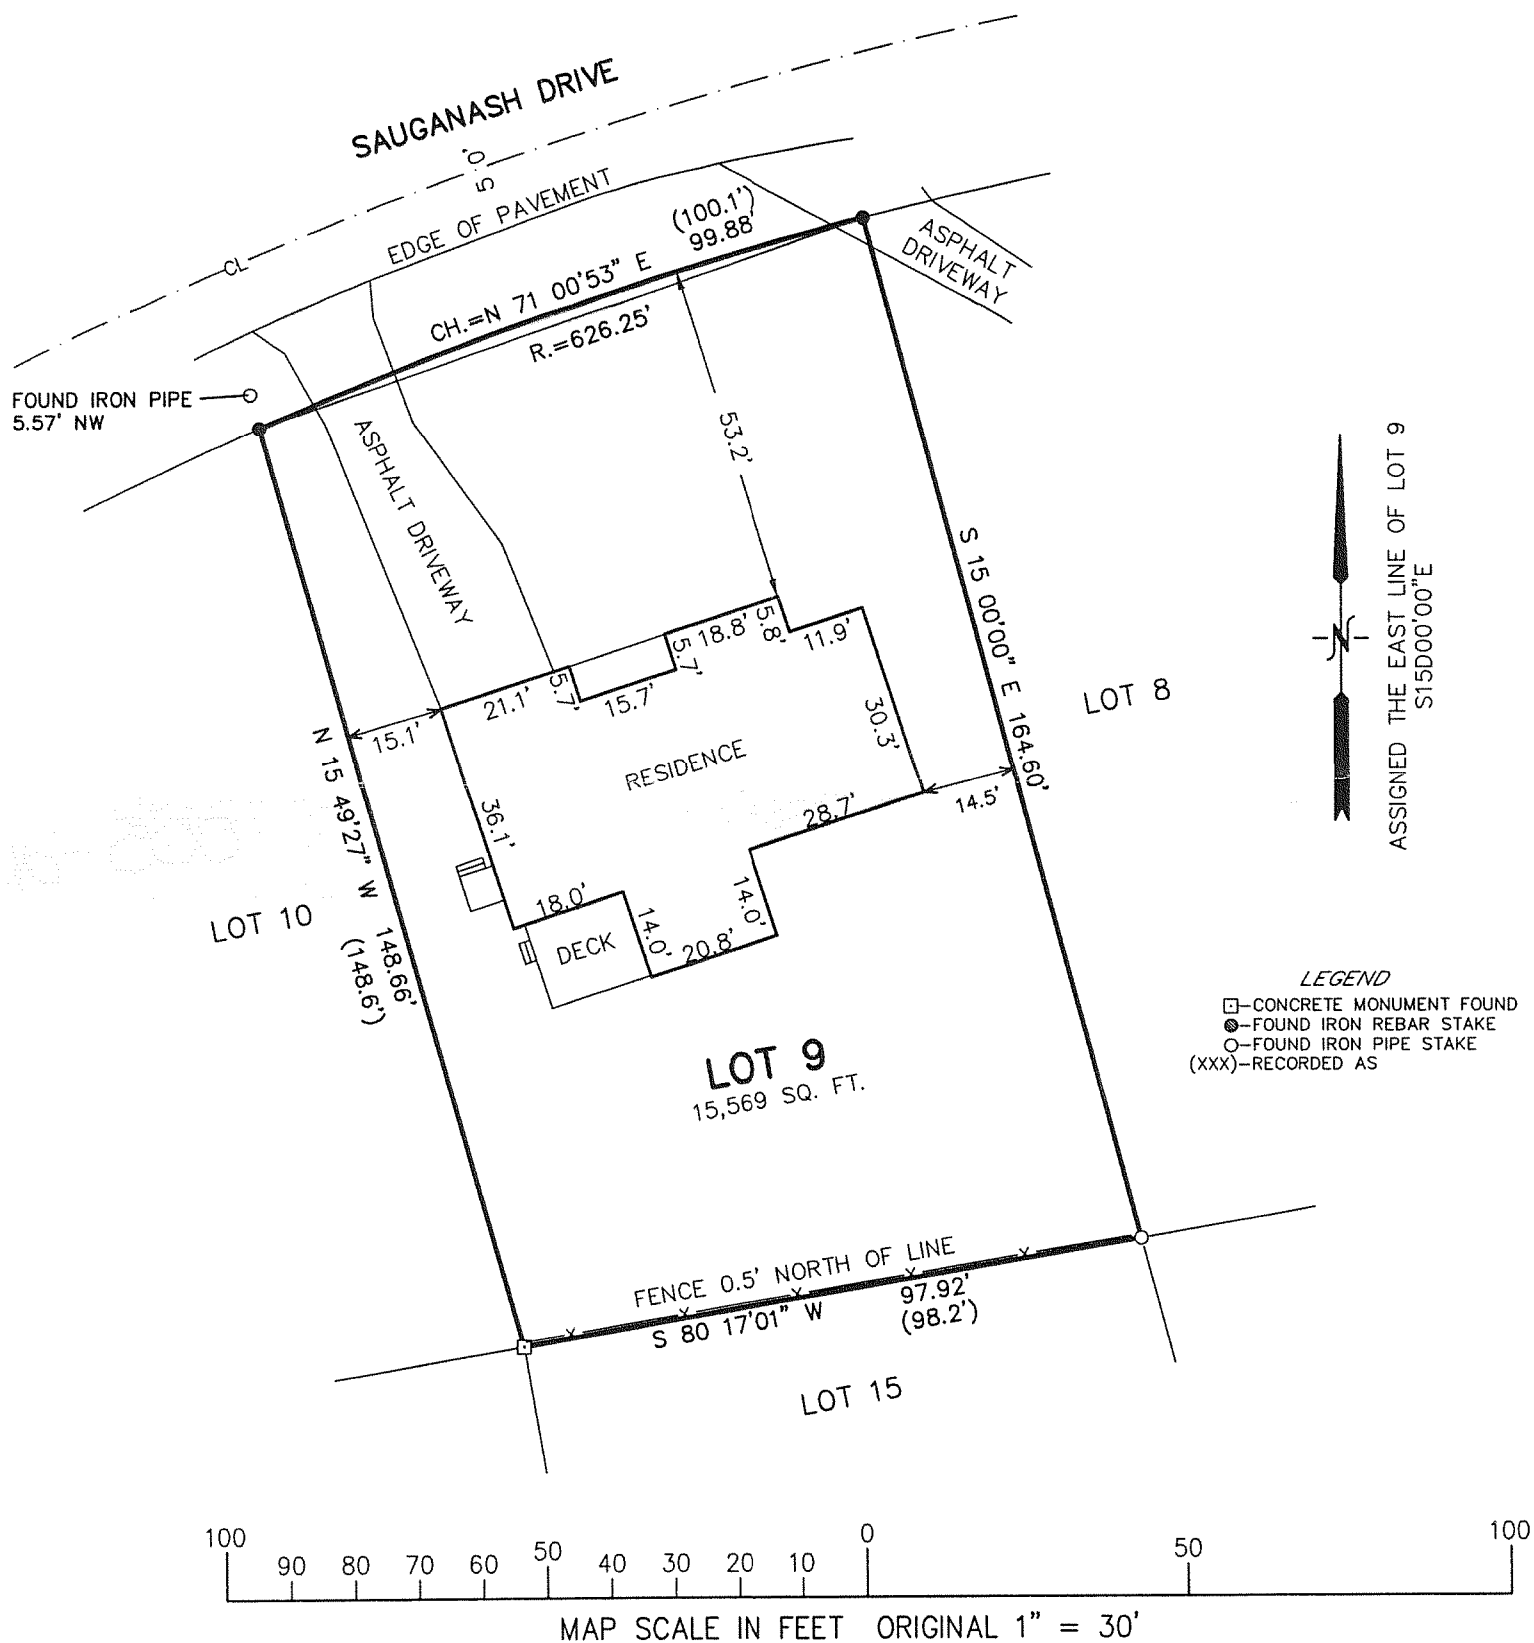 SAUGANASH DRIVE
CL
EDGE OF PAVEMENT
(100.1')
99.88'
CH.=N 71 00'53" E
R.=626.25'
ASPHALT
DRIVEWAY
FOUND IRON PIPE
5.57' NW
ASPHALT DRIVEWAY
53.2'
S 15 00'00" E 164.60'
ASSIGNED THE EAST LINE OF LOT 9
S15D00'00"E
N
LOT 8
18.8'
5.8'
11.9'
5.7'
5.7'
15.7'
21.1'
15.1'
30.3'
RESIDENCE
14.5'
28.7'
36.1'
N 15 49'27" W 148.66'
(148.6')
LOT 10
18.0'
14.0'
14.0'
DECK
20.8'
LEGEND
CONCRETE MONUMENT FOUND
FOUND IRON REBAR STAKE
FOUND IRON PIPE STAKE
(XXX)-RECORDED AS
LOT 9
15,569 SQ. FT.
FENCE 0.5' NORTH OF LINE
S 80 17'01" W
97.92'
(98.2')
LOT 15
100 90 80 70 60 50 40 30 20 10 0 50 100
MAP SCALE IN FEET ORIGINAL 1" = 30'